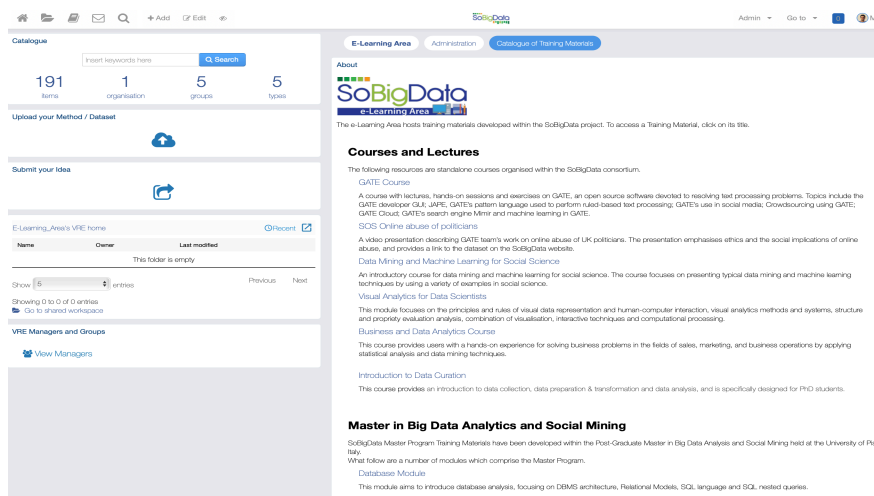 + Add
Edit
SoBigData
Admin
Go to
0
M
Catalogue
Insert keywords here
Search
191
items
1
organisation
5
groups
5
types
Upload your Method / Dataset
Submit your Idea
E-Learning_Area's VRE home
Recent
Name Owner Last modified
This folder is empty
Show 5 entries
Previous Next
Showing 0 to 0 of 0 entries
Go to shared workspace
VRE Managers and Groups
View Managers
E-Learning Area
Administration
Catalogue of Training Materials
About
SoBigData
e-Learning Area
The e-Learning Area hosts training materials developed within the SoBigData project. To access a Training Material, click on its title.
Courses and Lectures
The following resources are standalone courses organised within the SoBigData consortium.
GATE Course
A course with lectures, hands-on sessions and exercises on GATE, an open source software devoted to resolving text processing problems. Topics include the
GATE developer GUI; JAPE, GATE's pattern language used to perform ruled-based text processing; GATE's use in social media; Crowdsourcing using GATE;
GATE Cloud; GATE's search engine Mimir and machine learning in GATE.
SOS Online abuse of politicians
A video presentation describing GATE team's work on online abuse of UK politicians. The presentation emphasises ethics and the social implications of online
abuse, and provides a link to the dataset on the SoBigData website.
Data Mining and Machine Learning for Social Science
An introductory course for data mining and machine learning for social science. The course focuses on presenting typical data mining and machine learning
techniques by using a variety of examples in social science.
Visual Analytics for Data Scientists
This module focuses on the principles and rules of visual data representation and human-computer interaction, visual analytics methods and systems, structure
and propriety evaluation analysis, combination of visualisation, interactive techniques and computational processing.
Business and Data Analytics Course
This course provides users with a hands-on experience for solving business problems in the fields of sales, marketing, and business operations by applying
statistical analysis and data mining techniques.
Introduction to Data Curation
This course provides an introduction to data collection, data preparation & transformation and data analysis, and is specifically designed for PhD students.
Master in Big Data Analytics and Social Mining
SoBigData Master Program Training Materials have been developed within the Post-Graduate Master in Big Data Analysis and Social Mining held at the University of Pis
Italy.
What follow are a number of modules which comprise the Master Program.
Database Module
This module aims to introduce database analysis, focusing on DBMS architecture, Relational Models, SQL language and SQL nested queries.